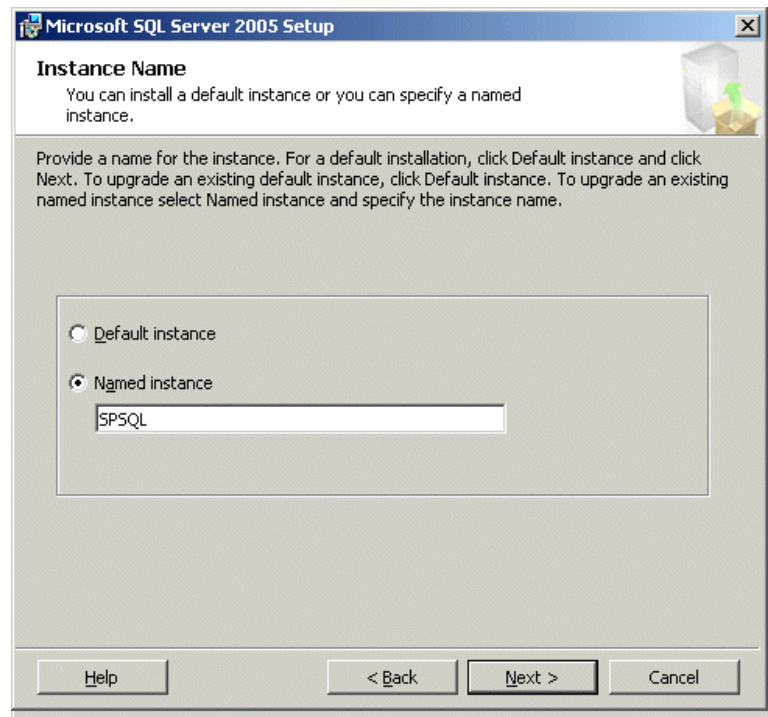 Microsoft SQL Server 2005 Setup
Instance Name
You can install a default instance or you can specify a named
instance.
Provide a name for the instance. For a default installation, click Default instance and click
Next. To upgrade an existing default instance, click Default instance. To upgrade an existing
named instance select Named instance and specify the instance name.
Default instance
Named instance
SPSQL
Help
< Back
Next >
Cancel